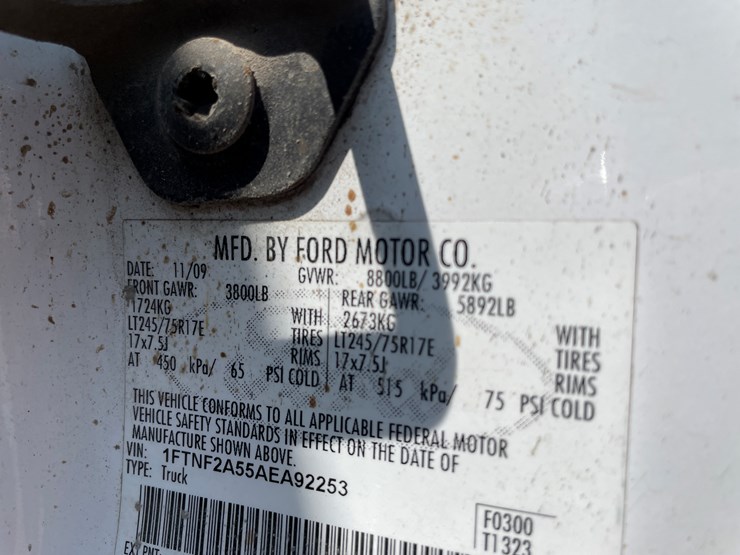 MFD. BY FORD MOTOR CO.
DATE: 11/09 GVWR: 8800LB/ 3992KG
FRONT GAWR: 3800LB REAR GAWR: 5892LB
1724KG WITH 2673KG WITH
LT245/75R17E TIRES LT245/75R17E TIRES
17x7.5J RIMS 17x7.5J RIMS
AT 450 kPa/ 65 PSI COLD AT 515 kPa/ 75 PSI COLD
THIS VEHICLE CONFORMS TO ALL APPLICABLE FEDERAL MOTOR
VEHICLE SAFETY STANDARDS IN EFFECT ON THE DATE OF
MANUFACTURE SHOWN ABOVE.
VIN: 1FTNF2A55AEA92253
TYPE: Truck
F0300
T1323
EXT PNT: